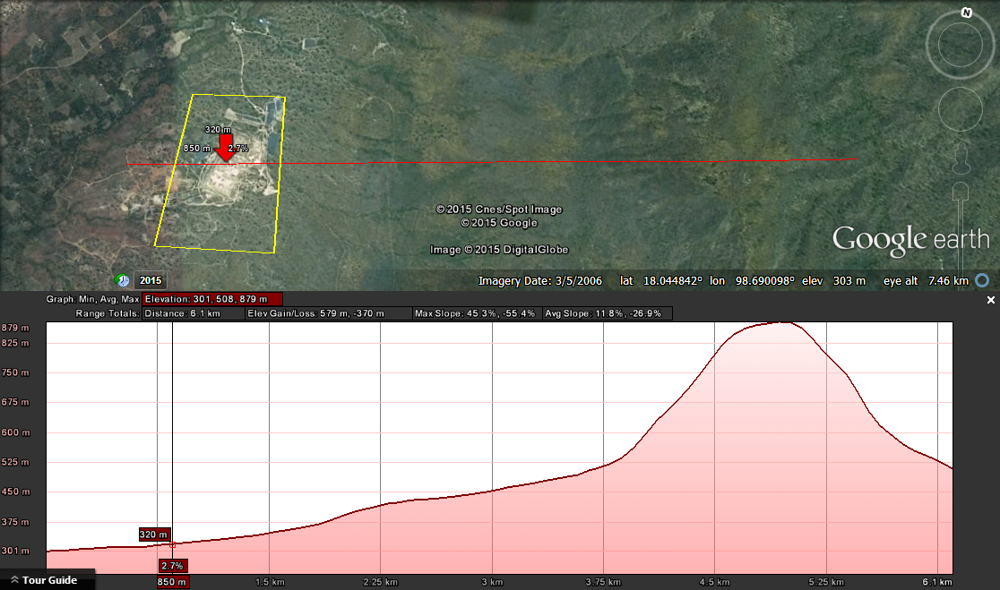 N
320 m
850 m 2.7%
© 2015 Cnes/Spot Image
© 2015 Google
Image © 2015 DigitalGlobe
Google earth
2015
Imagery Date: 3/5/2006 lat 18.044842° lon 98.690098° elev 303 m eye alt 7.46 km
Graph: Min, Avg, Max Elevation: 301, 508, 879 m
Range Totals: Distance: 6.1 km Elev Gain/Loss: 579 m, -370 m Max Slope: 45.3%, -55.4% Avg Slope: 11.8%, -26.9%
879 m
825 m
750 m
675 m
600 m
525 m
450 m
375 m
320 m
301 m
2.7%
Tour Guide
850 m 1.5 km 2.25 km 3 km 3.75 km 4.5 km 5.25 km 6.1 km